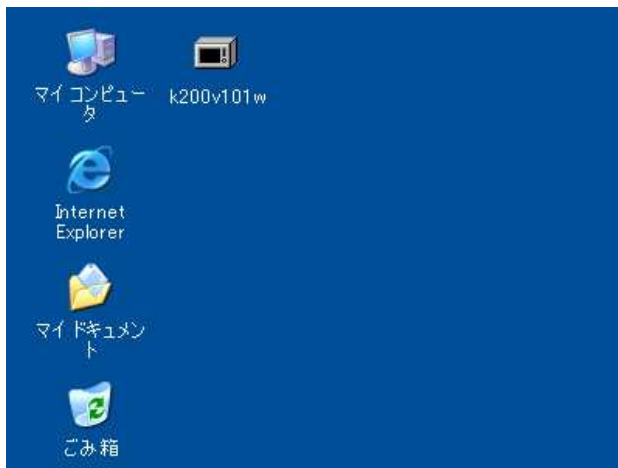 マイ コンピュー
タ
k200v101w
Internet
Explorer
マイ ドキュメン
ト
ごみ箱